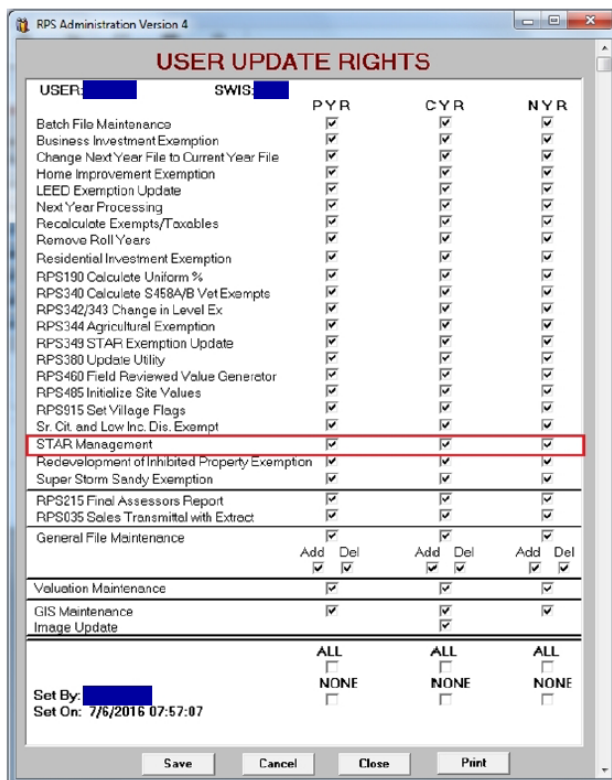 RPS Administration Version 4
USER UPDATE RIGHTS
USER: SWIS:
PYR CYR NYR
Batch File Maintenance
Business Investment Exemption
Change Next Year File to Current Year File
Home Improvement Exemption
LEED Exemption Update
Next Year Processing
Recalculate Exempts/Taxables
Remove Roll Years
Residential Investment Exemption
RPS190 Calculate Uniform %
RPS340 Calculate S458A/B Vet Exempts
RPS342/343 Change in Level Ex
RPS344 Agricultural Exemption
RPS349 STAR Exemption Update
RPS380 Update Utility
RPS460 Field Reviewed Value Generator
RPS485 Initialize Site Values
RPS915 Set Village Flags
Sr. Cit. and Low Inc. Dis. Exempt
STAR Management
Redevelopment of Inhibited Property Exemption
Super Storm Sandy Exemption
RPS215 Final Assessors Report
RPS035 Sales Transmittal with Extract
General File Maintenance
Add Del Add Del Add Del
Valuation Maintenance
GIS Maintenance
Image Update
ALL ALL ALL
NONE NONE NONE
Set By:
Set On: 7/6/2016 07:57:07
Save Cancel Close Print